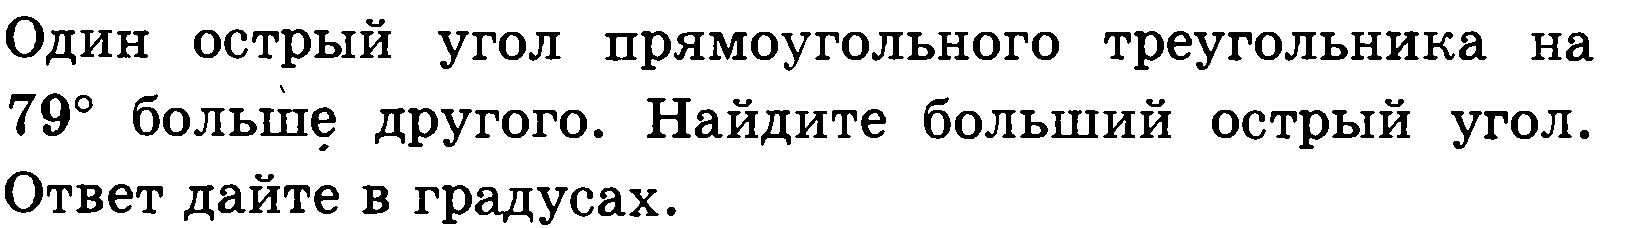 Один острый угол прямоугольного треугольника на
79° больше другого. Найдите больший острый угол.
Ответ дайте в градусах.